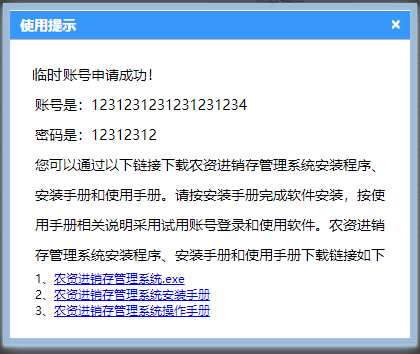 使用提示
临时账号申请成功！
账号是：1231231231231231234
密码是：12312312
您可以通过以下链接下载农资进销存管理系统安装程序、
安装手册和使用手册。请按安装手册完成软件安装，按使
用手册相关说明采用试用账号登录和使用软件。农资进销
存管理系统安装程序、安装手册和使用手册下载链接如下
1、农资进销存管理系统.exe
2、农资进销存管理系统安装手册
3、农资进销存管理系统操作手册